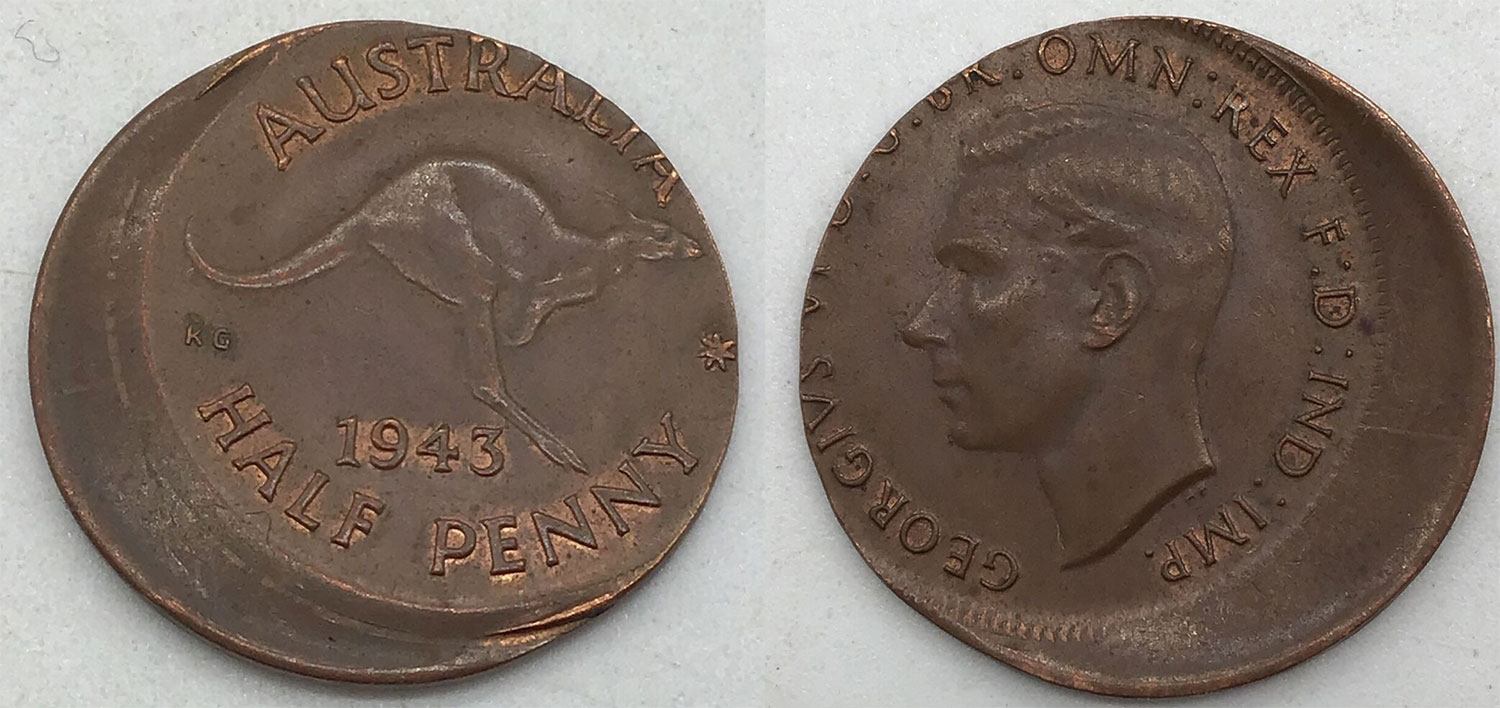 AUSTRALIA
KG
1943
HALF PENNY
GEORGIVS OMN: REX F:D: IND: IMP.